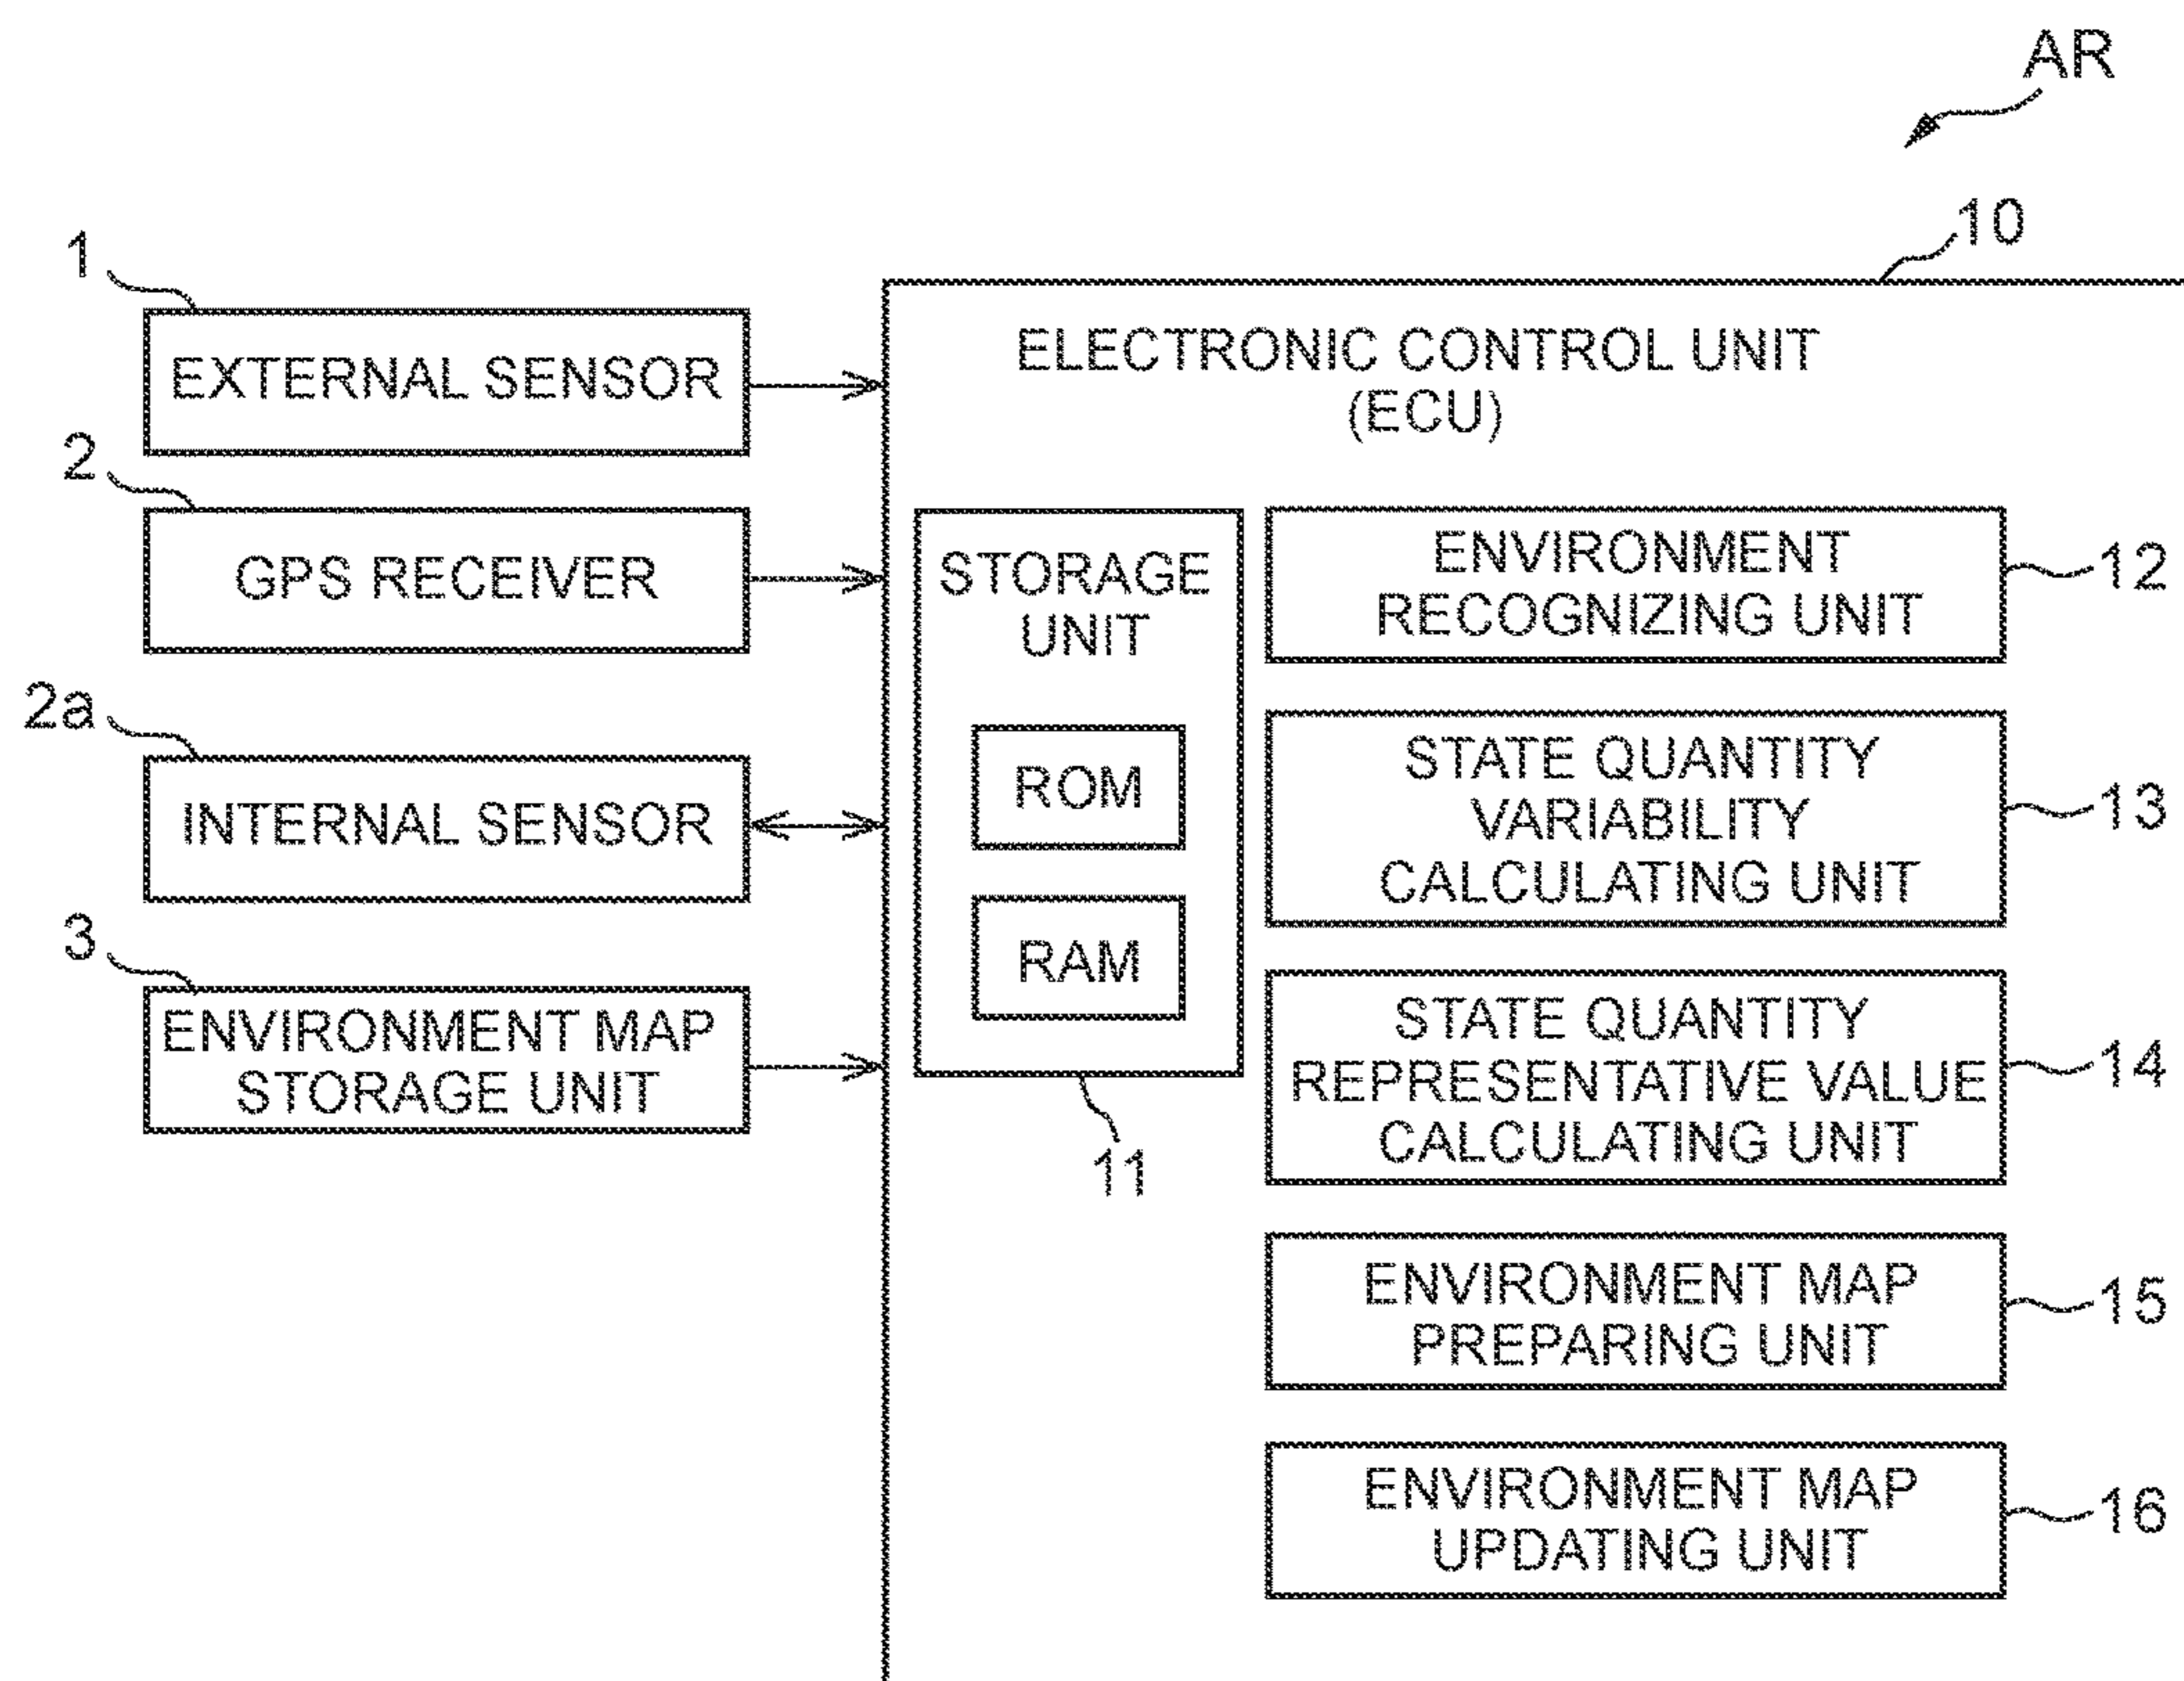 AR
10
1
EXTERNAL SENSOR
2
GPS RECEIVER
2a
INTERNAL SENSOR
3
ENVIRONMENT MAP
STORAGE UNIT
ELECTRONIC CONTROL UNIT
(ECU)
STORAGE
UNIT
ROM
RAM
11
ENVIRONMENT
RECOGNIZING UNIT
12
STATE QUANTITY
VARIABILITY
CALCULATING UNIT
13
STATE QUANTITY
REPRESENTATIVE VALUE
CALCULATING UNIT
14
ENVIRONMENT MAP
PREPARING UNIT
15
ENVIRONMENT MAP
UPDATING UNIT
16